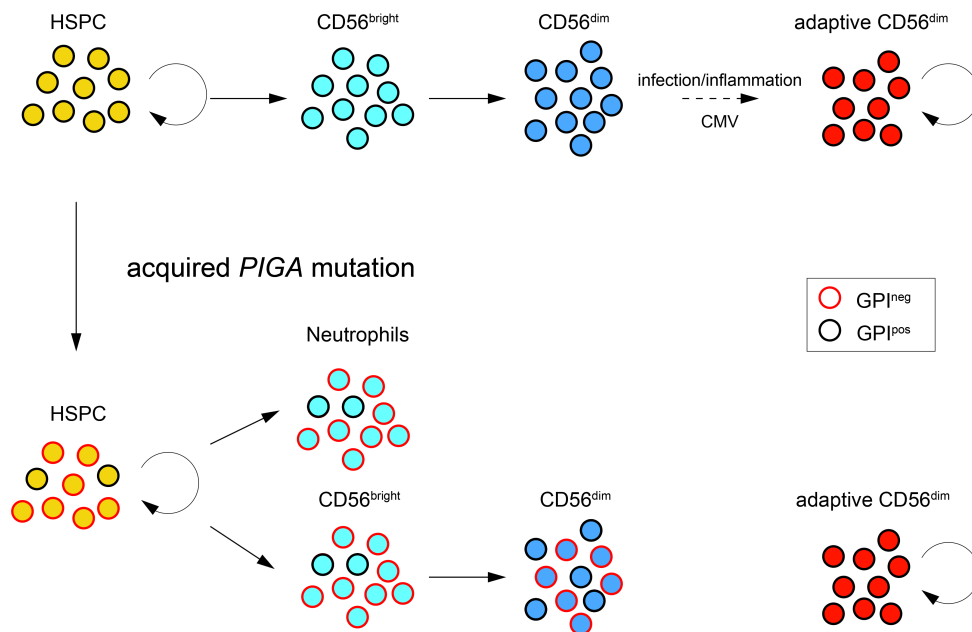 HSPC
CD56bright
CD56dim
adaptive CD56dim
infection/inflammation
CMV
acquired PIGA mutation
GPIneg
GPIpos
Neutrophils
HSPC
CD56bright
CD56dim
adaptive CD56dim